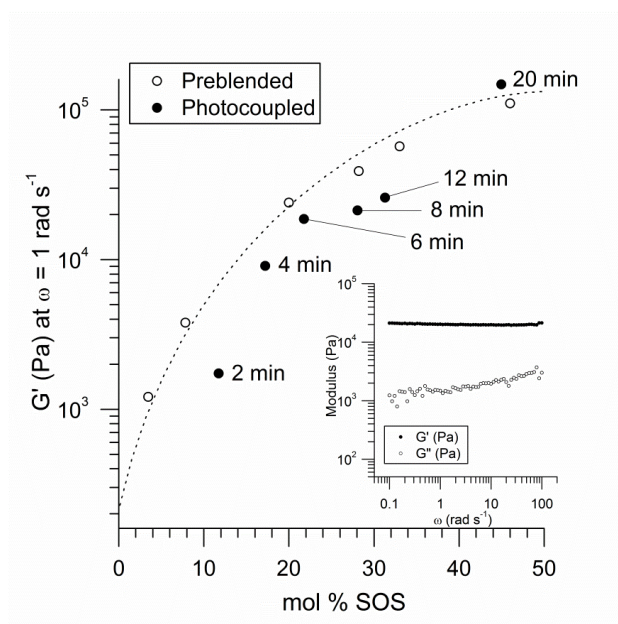 Preblended
Photocoupled
20 min
12 min
8 min
6 min
4 min
2 min
G' (Pa) at ω = 1 rad s⁻¹
10⁵
10⁴
10³
0 10 20 30 40 50
mol % SOS
Modulus (Pa)
10⁵
10⁴
10³
10²
G' (Pa)
G" (Pa)
0.1 1 10 100
ω (rad s⁻¹)